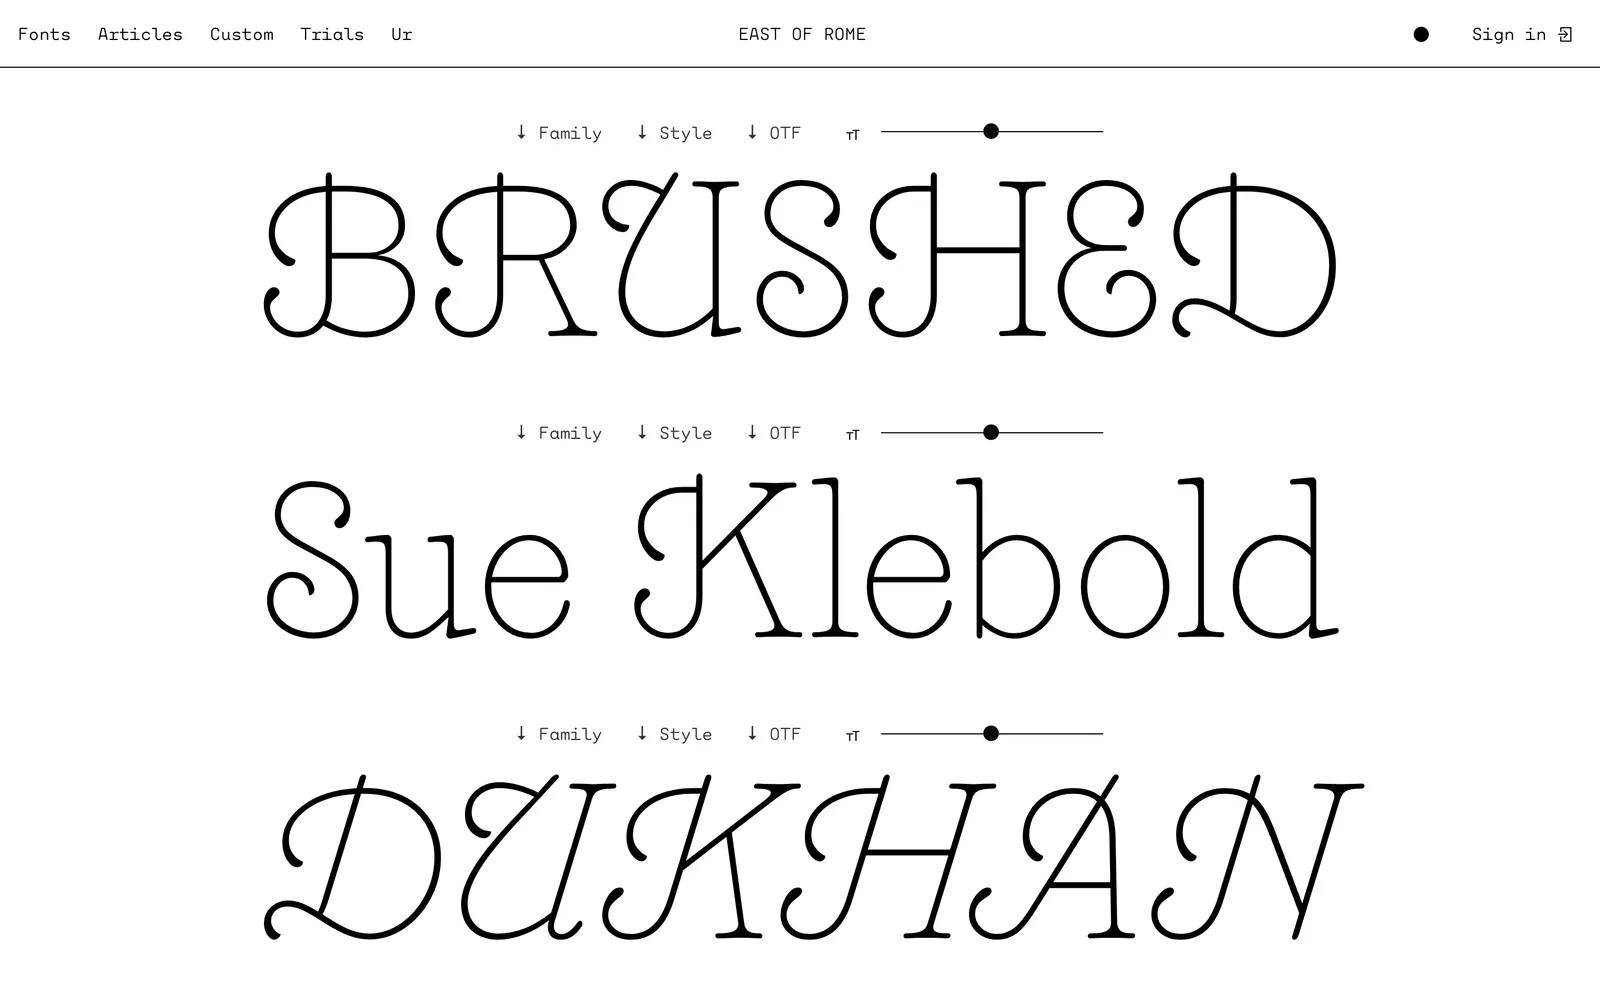 Fonts Articles Custom Trials Ur EAST OF ROME Sign in
↓ Family ↓ Style ↓ OTF TT
BRUSHED
↓ Family ↓ Style ↓ OTF TT
Sue Klebold
↓ Family ↓ Style ↓ OTF TT
DUKHAN